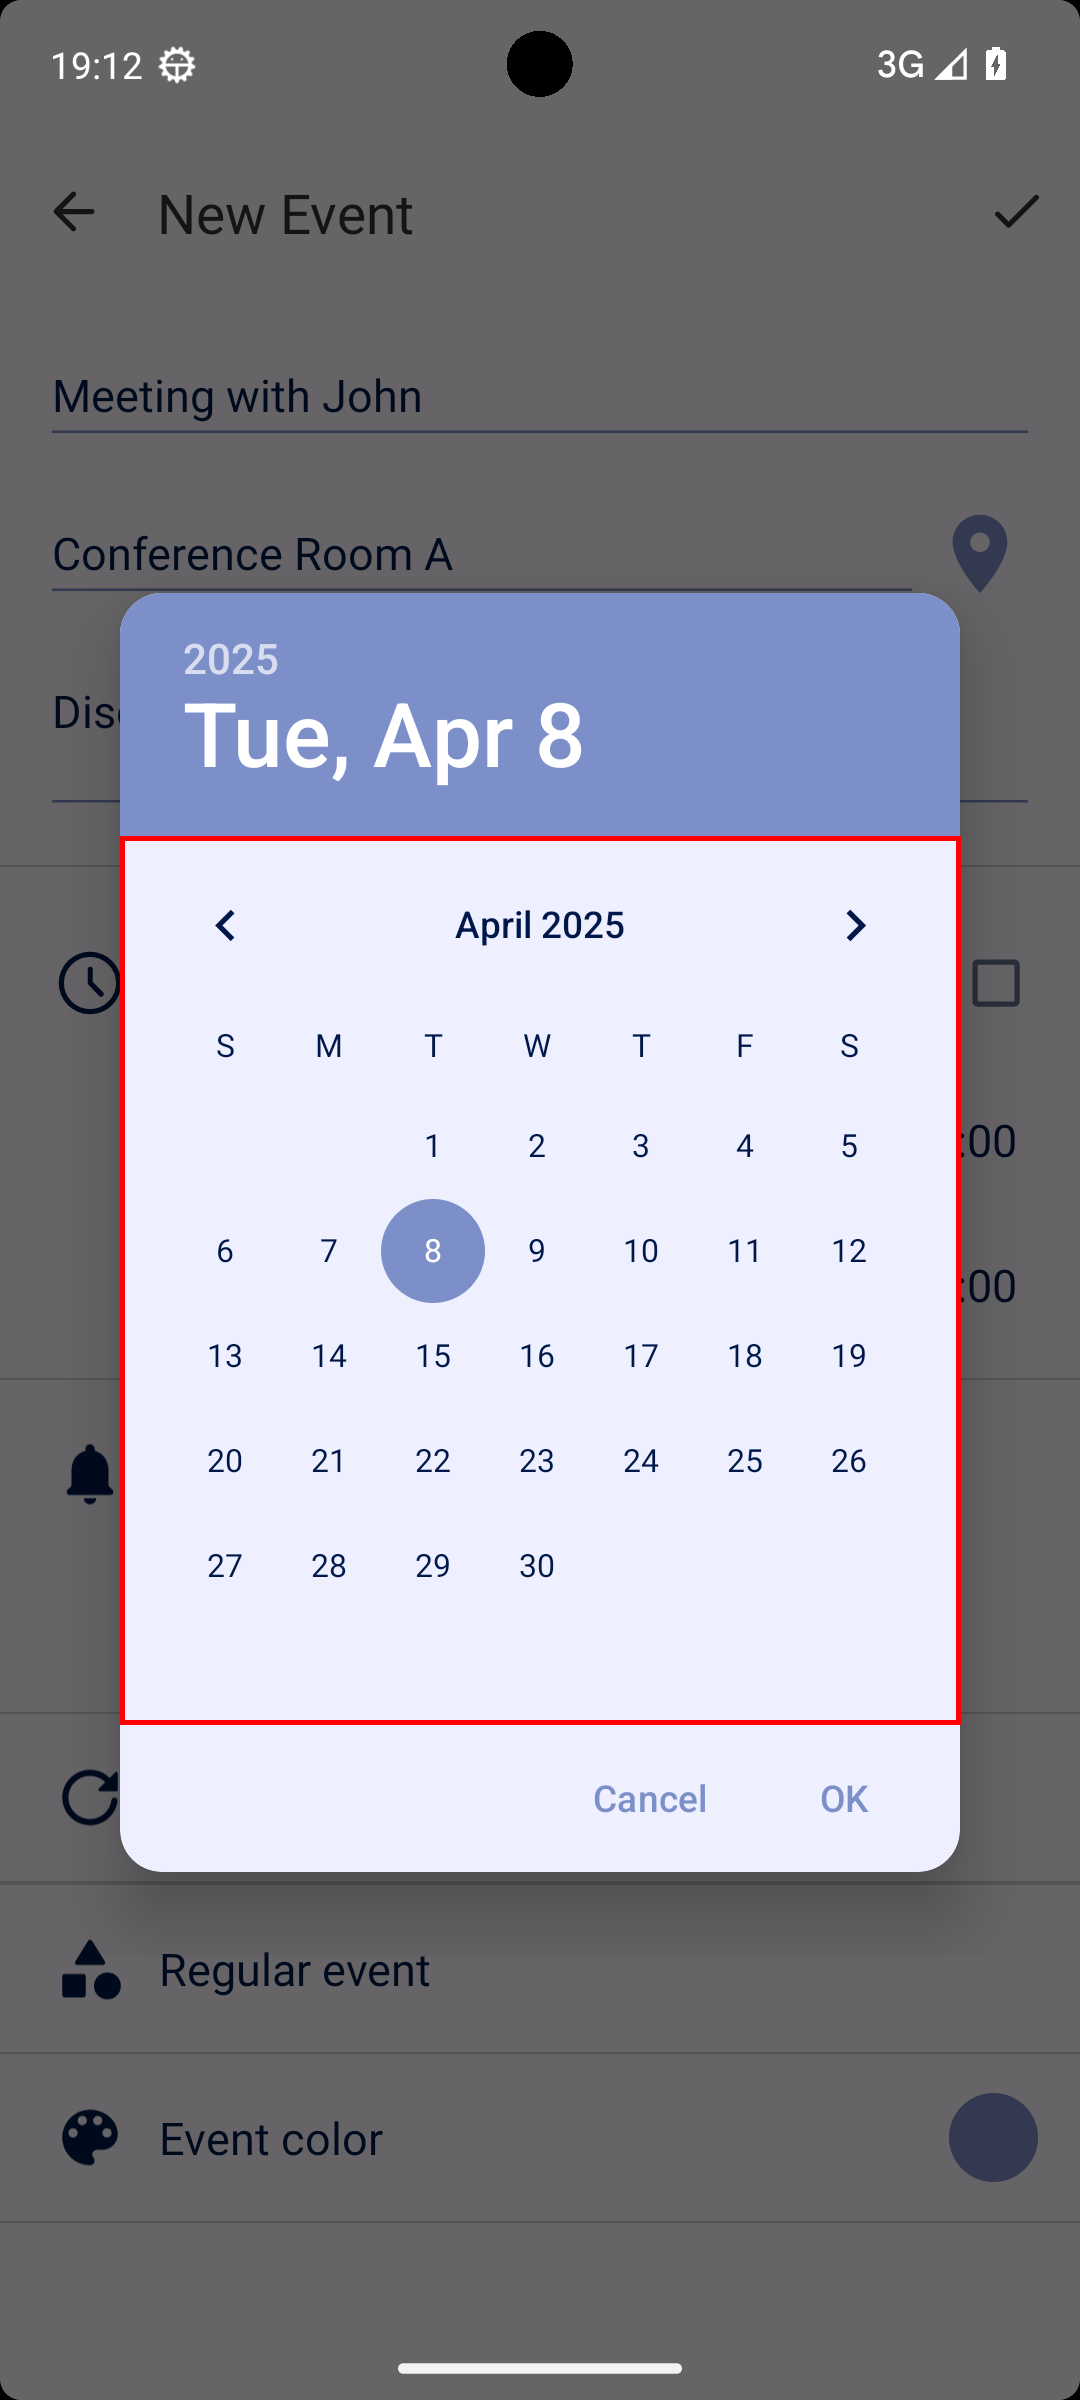 19:12 3G
New Event
Meeting with John
Conference Room A
2025
Tue, Apr 8
April 2025
S M T W T F S
1 2 3 4 5
6 7 8 9 10 11 12
13 14 15 16 17 18 19
20 21 22 23 24 25 26
27 28 29 30
:00
:00
Cancel OK
Regular event
Event color